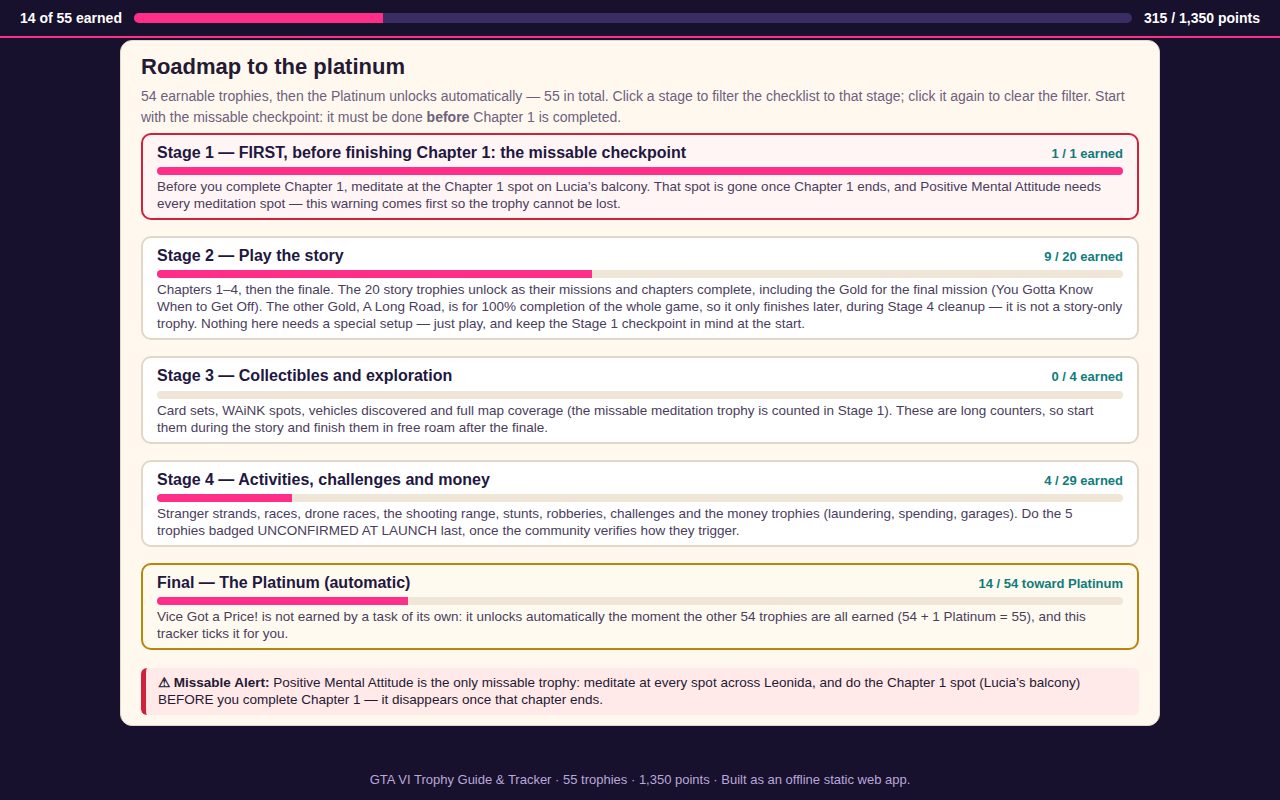 14 of 55 earned
315 / 1,350 points
Roadmap to the platinum
54 earnable trophies, then the Platinum unlocks automatically — 55 in total. Click a stage to filter the checklist to that stage; click it again to clear the filter. Start
with the missable checkpoint: it must be done before Chapter 1 is completed.
Stage 1 — FIRST, before finishing Chapter 1: the missable checkpoint
1 / 1 earned
Before you complete Chapter 1, meditate at the Chapter 1 spot on Lucia’s balcony. That spot is gone once Chapter 1 ends, and Positive Mental Attitude needs
every meditation spot — this warning comes first so the trophy cannot be lost.
Stage 2 — Play the story
9 / 20 earned
Chapters 1–4, then the finale. The 20 story trophies unlock as their missions and chapters complete, including the Gold for the final mission (You Gotta Know
When to Get Off). The other Gold, A Long Road, is for 100% completion of the whole game, so it only finishes later, during Stage 4 cleanup — it is not a story-only
trophy. Nothing here needs a special setup — just play, and keep the Stage 1 checkpoint in mind at the start.
Stage 3 — Collectibles and exploration
0 / 4 earned
Card sets, WAiNK spots, vehicles discovered and full map coverage (the missable meditation trophy is counted in Stage 1). These are long counters, so start
them during the story and finish them in free roam after the finale.
Stage 4 — Activities, challenges and money
4 / 29 earned
Stranger strands, races, drone races, the shooting range, stunts, robberies, challenges and the money trophies (laundering, spending, garages). Do the 5
trophies badged UNCONFIRMED AT LAUNCH last, once the community verifies how they trigger.
Final — The Platinum (automatic)
14 / 54 toward Platinum
Vice Got a Price! is not earned by a task of its own: it unlocks automatically the moment the other 54 trophies are all earned (54 + 1 Platinum = 55), and this
tracker ticks it for you.
⚠ Missable Alert: Positive Mental Attitude is the only missable trophy: meditate at every spot across Leonida, and do the Chapter 1 spot (Lucia’s balcony)
BEFORE you complete Chapter 1 — it disappears once that chapter ends.
GTA VI Trophy Guide & Tracker · 55 trophies · 1,350 points · Built as an offline static web app.